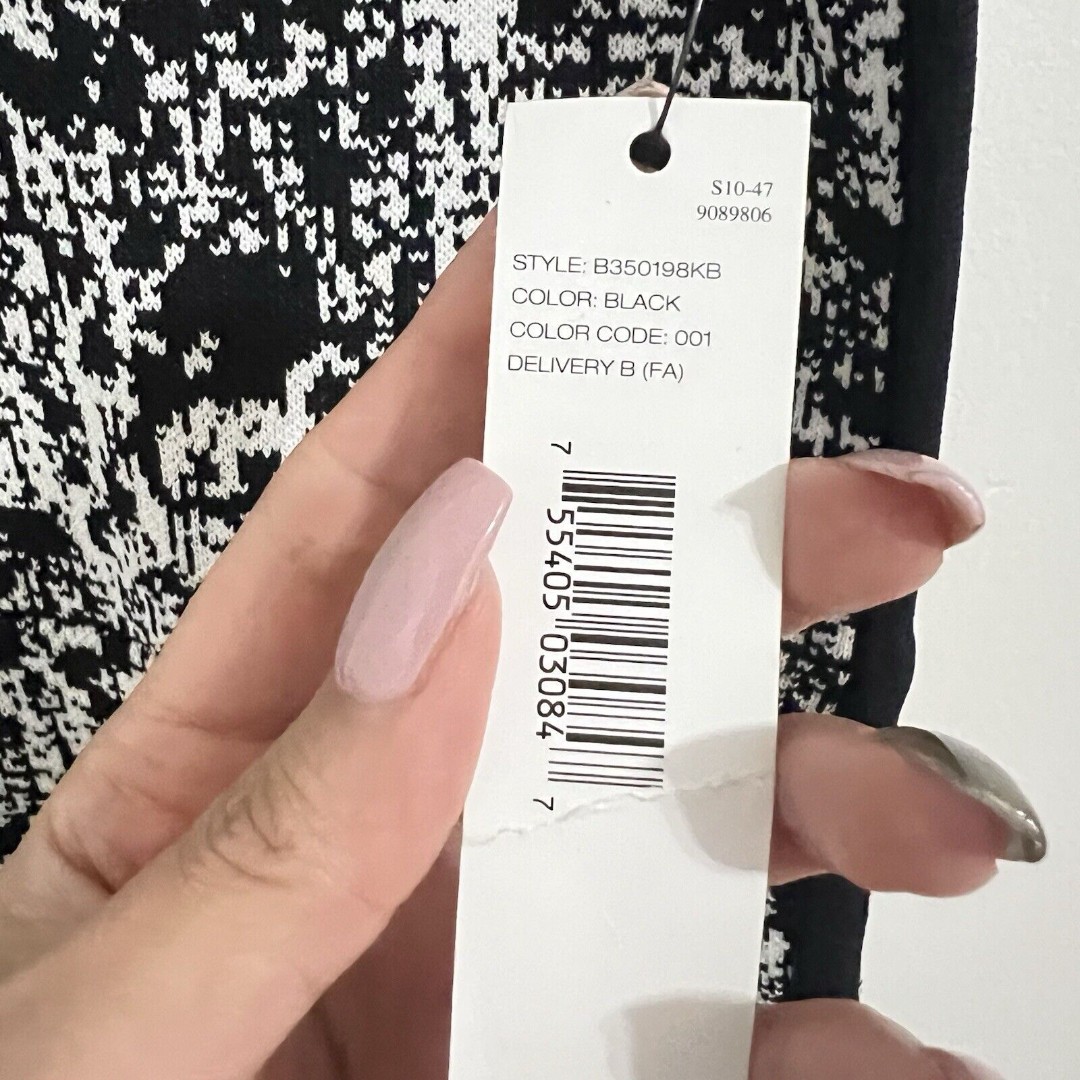 S10-47
9089806
STYLE: B350198KB
COLOR: BLACK
COLOR CODE: 001
DELIVERY B (FA)
7 55405 03084 7